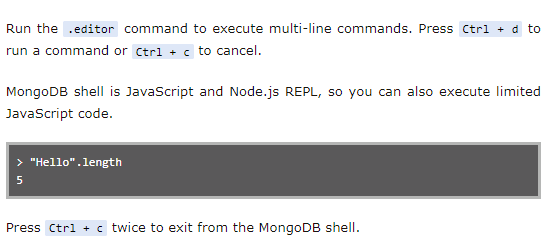 Run the .editor command to execute multi-line commands. Press Ctrl + d to
run a command or Ctrl + c to cancel.
MongoDB shell is JavaScript and Node.js REPL, so you can also execute limited
JavaScript code.
> "Hello".length
5
Press Ctrl + c twice to exit from the MongoDB shell.